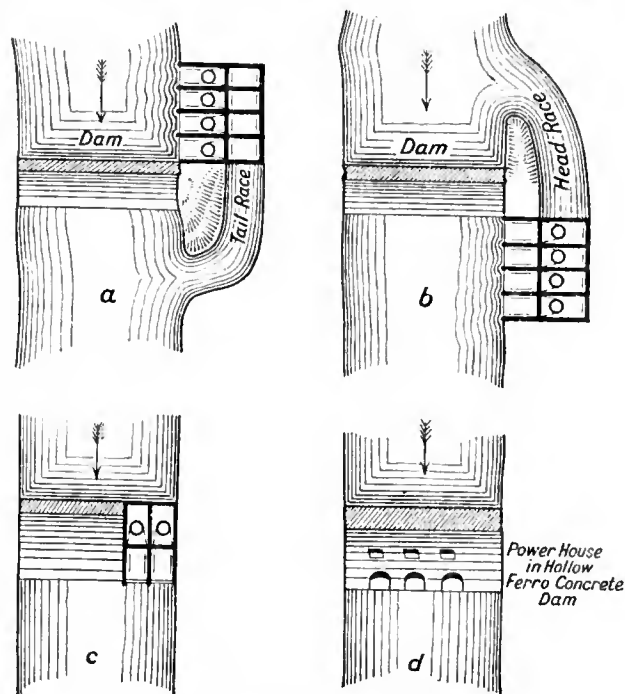 Dam
Tail Race
a
Dam
Head Race
b
c
Power House
in Hollow
Ferro Concrete
Dam
d